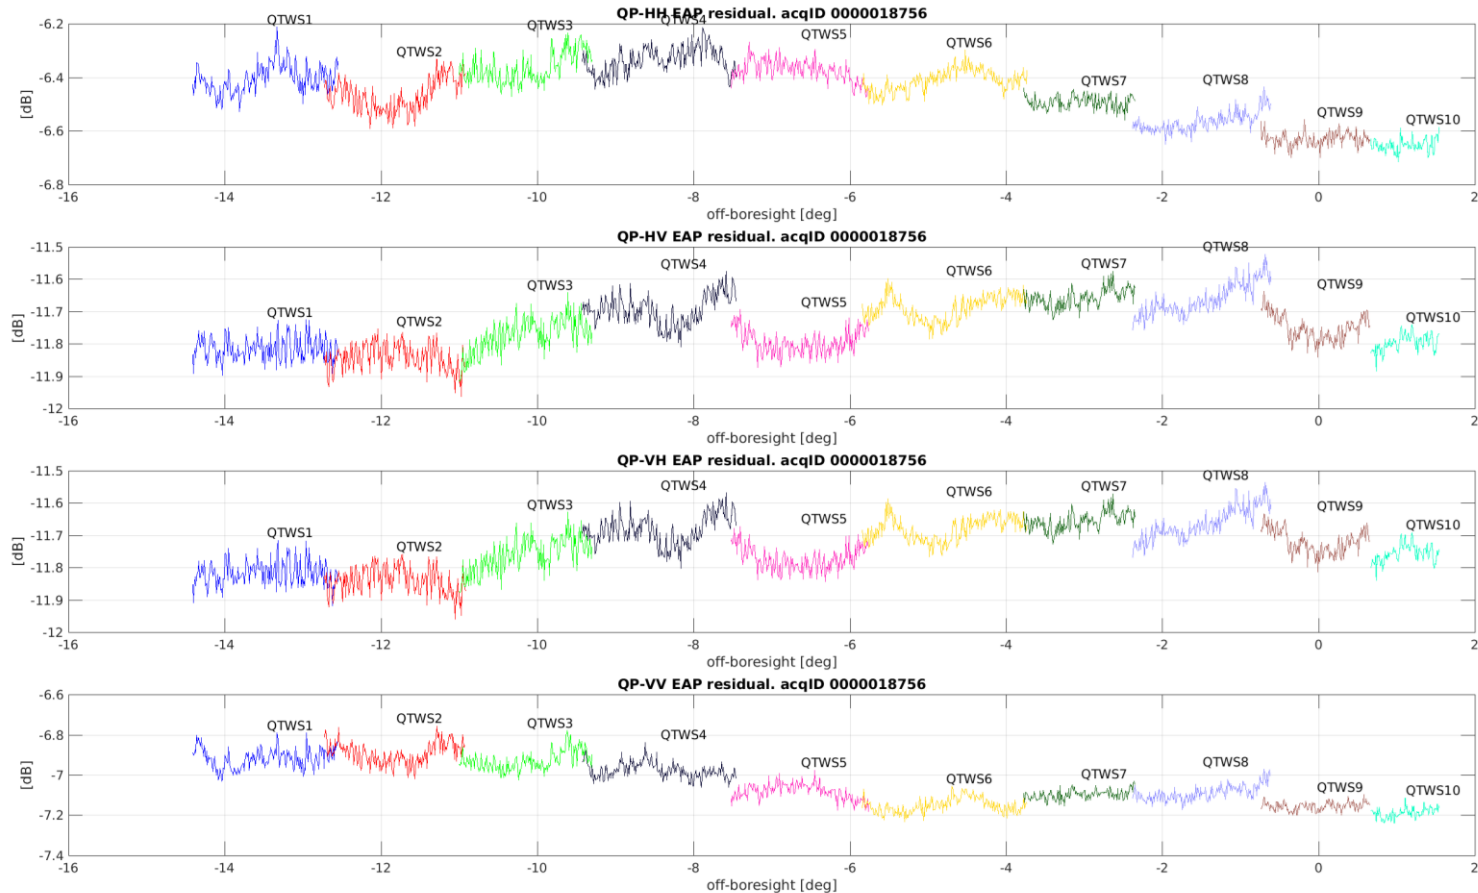 QP-HH EAP residual. acqID 0000018756
QTWS1 QTWS2 QTWS3 QTWS4 QTWS5 QTWS6 QTWS7 QTWS8 QTWS9 QTWS10
[dB]
-6.2
-6.4
-6.6
-6.8
-16 -14 -12 -10 -8 -6 -4 -2 0 2
off-boresight [deg]
QP-HV EAP residual. acqID 0000018756
QTWS1 QTWS2 QTWS3 QTWS4 QTWS5 QTWS6 QTWS7 QTWS8 QTWS9 QTWS10
[dB]
-11.5
-11.6
-11.7
-11.8
-11.9
-12
-16 -14 -12 -10 -8 -6 -4 -2 0 2
off-boresight [deg]
QP-VH EAP residual. acqID 0000018756
QTWS1 QTWS2 QTWS3 QTWS4 QTWS5 QTWS6 QTWS7 QTWS8 QTWS9 QTWS10
[dB]
-11.5
-11.6
-11.7
-11.8
-11.9
-12
-16 -14 -12 -10 -8 -6 -4 -2 0 2
off-boresight [deg]
QP-VV EAP residual. acqID 0000018756
QTWS1 QTWS2 QTWS3 QTWS4 QTWS5 QTWS6 QTWS7 QTWS8 QTWS9 QTWS10
[dB]
-6.6
-6.8
-7
-7.2
-7.4
-16 -14 -12 -10 -8 -6 -4 -2 0 2
off-boresight [deg]